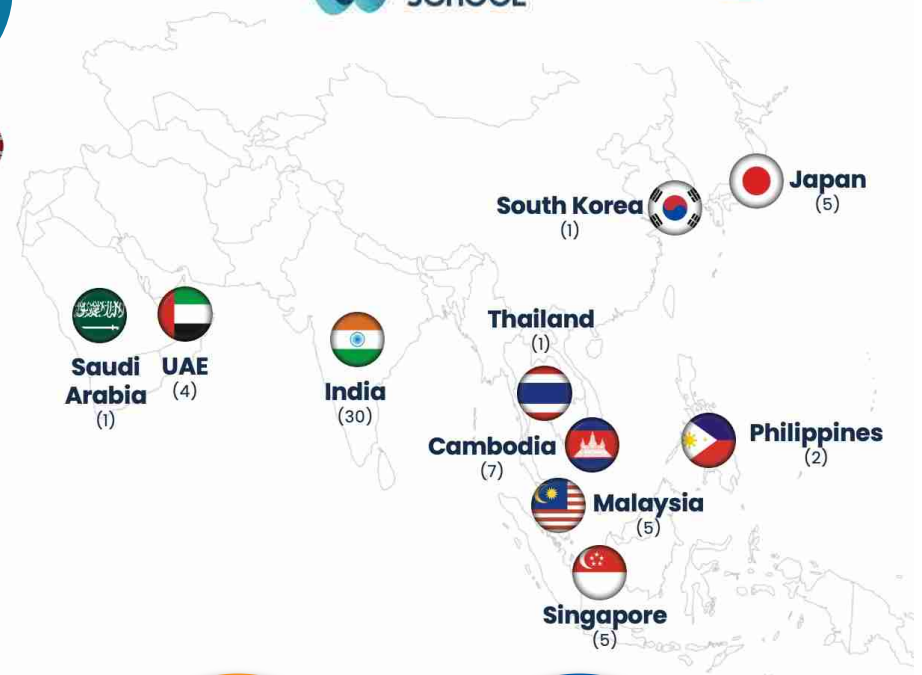 SCHOOL
Japan
(5)
South Korea
(1)
Thailand
(1)
Saudi
Arabia
(1)
UAE
(4)
India
(30)
Cambodia
(7)
Philippines
(2)
Malaysia
(5)
Singapore
(5)